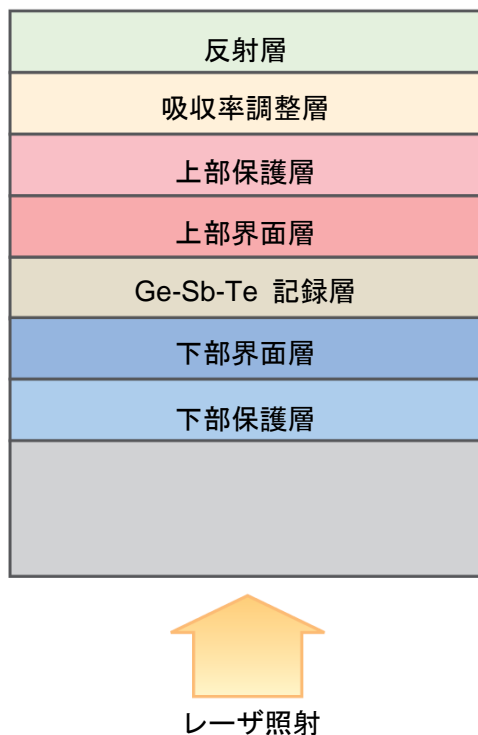 反射層
吸収率調整層
上部保護層
上部界面層
Ge-Sb-Te 記録層
下部界面層
下部保護層
レーザ照射